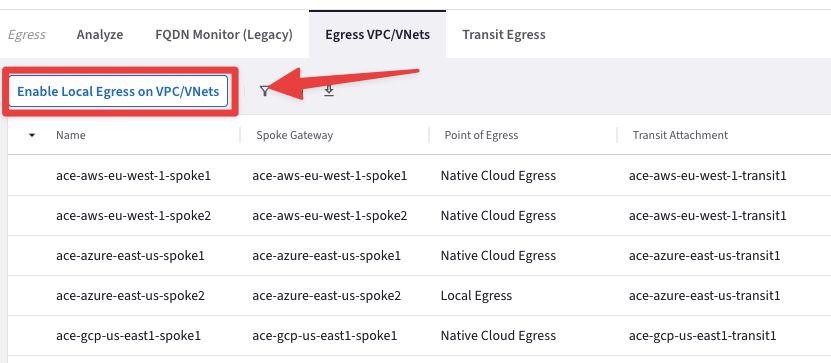 Egress Analyze FQDN Monitor (Legacy) Egress VPC/VNets Transit Egress
Enable Local Egress on VPC/VNets
Name Spoke Gateway Point of Egress Transit Attachment
ace-aws-eu-west-1-spoke1 ace-aws-eu-west-1-spoke1 Native Cloud Egress ace-aws-eu-west-1-transit1
ace-aws-eu-west-1-spoke2 ace-aws-eu-west-1-spoke2 Native Cloud Egress ace-aws-eu-west-1-transit1
ace-azure-east-us-spoke1 ace-azure-east-us-spoke1 Native Cloud Egress ace-azure-east-us-transit1
ace-azure-east-us-spoke2 ace-azure-east-us-spoke2 Local Egress ace-azure-east-us-transit1
ace-gcp-us-east1-spoke1 ace-gcp-us-east1-spoke1 Native Cloud Egress ace-gcp-us-east1-transit1